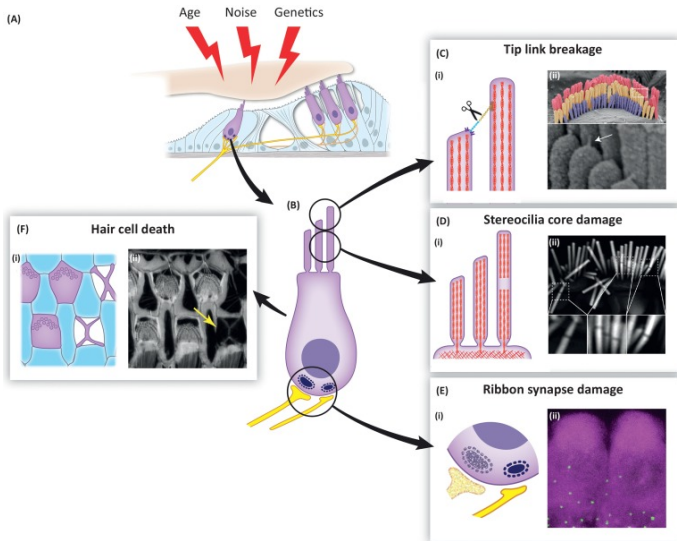 (A)
Age Noise Genetics
(C) Tip link breakage
(i) (ii)
(B)
(F) Hair cell death
(i) (ii)
(D) Stereocilia core damage
(i) (ii)
(E) Ribbon synapse damage
(i) (ii)